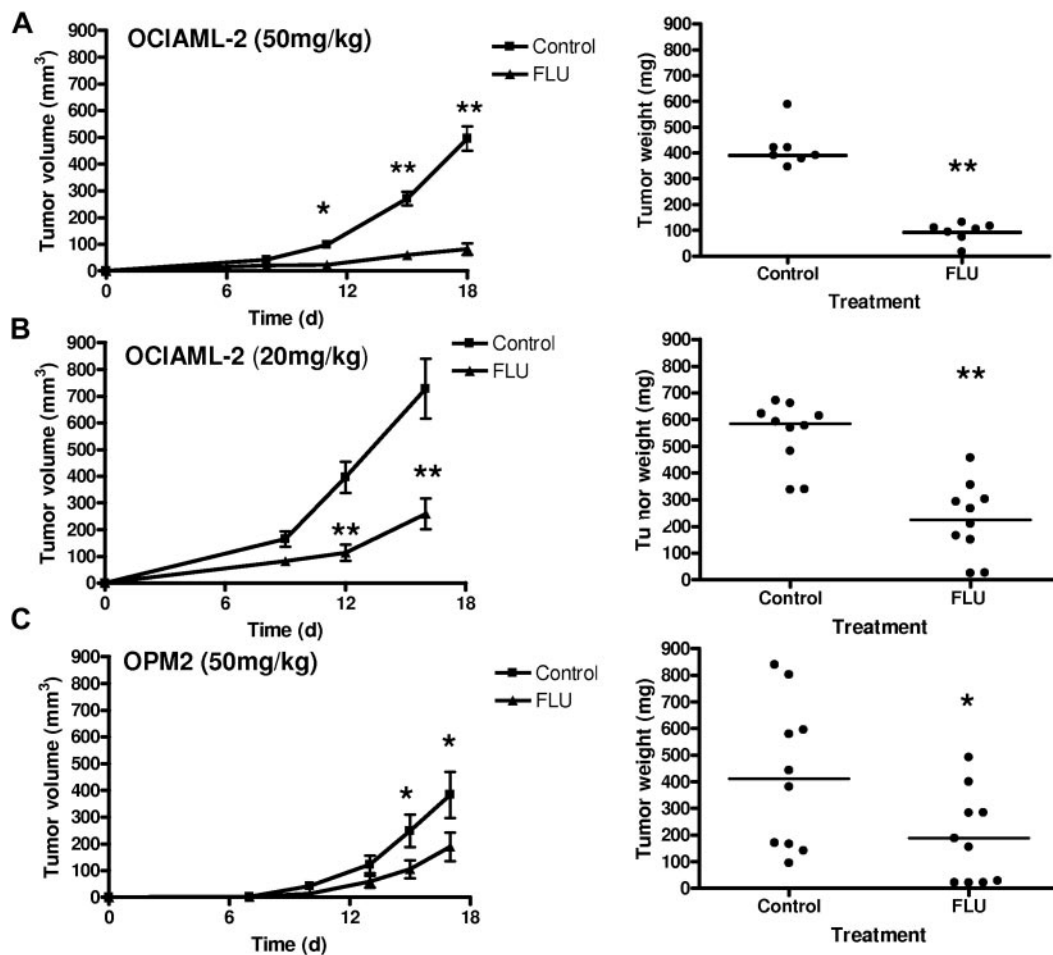 A
OCIAML-2 (50mg/kg)
Control
FLU
Tumor volume (mm³)
900
800
700
600
500
400
300
200
100
0
*
**
**
0 6 12 18
Time (d)
Tumor weight (mg)
900
800
700
600
500
400
300
200
100
0
**
Control FLU
Treatment
B
OCIAML-2 (20mg/kg)
Control
FLU
Tumor volume (mm³)
900
800
700
600
500
400
300
200
100
0
**
**
0 6 12 18
Time (d)
Tu nor weight (mg)
900
800
700
600
500
400
300
200
100
0
**
Control FLU
Treatment
C
OPM2 (50mg/kg)
Control
FLU
Tumor volume (mm³)
900
800
700
600
500
400
300
200
100
0
*
*
0 6 12 18
Time (d)
Tumor weight (mg)
900
800
700
600
500
400
300
200
100
0
*
Control FLU
Treatment